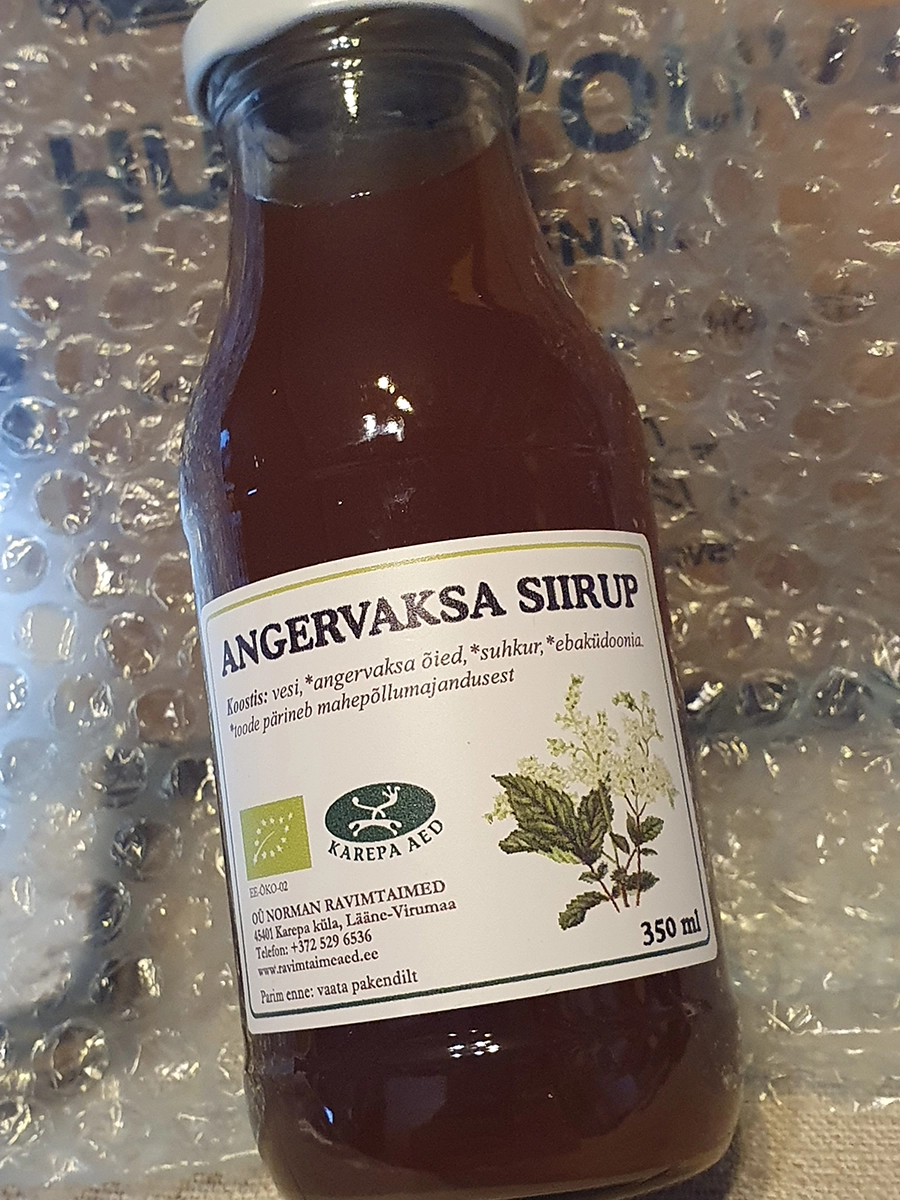 ANGERVAKSA SIIRUP
Koostis: vesi, *angervaksa õied, *suhkur, *ebaküdoonia.
*toode pärineb mahepõllumajandusest
KAREPA AED
EE-ÖKO-02
OÜ NORMAN RAVIMTAIMED
45401 Karepa küla, Lääne-Virumaa
Telefon: +372 529 6536
www.ravimtaimeaed.ee
350 ml
Parim enne: vaata pakendilt